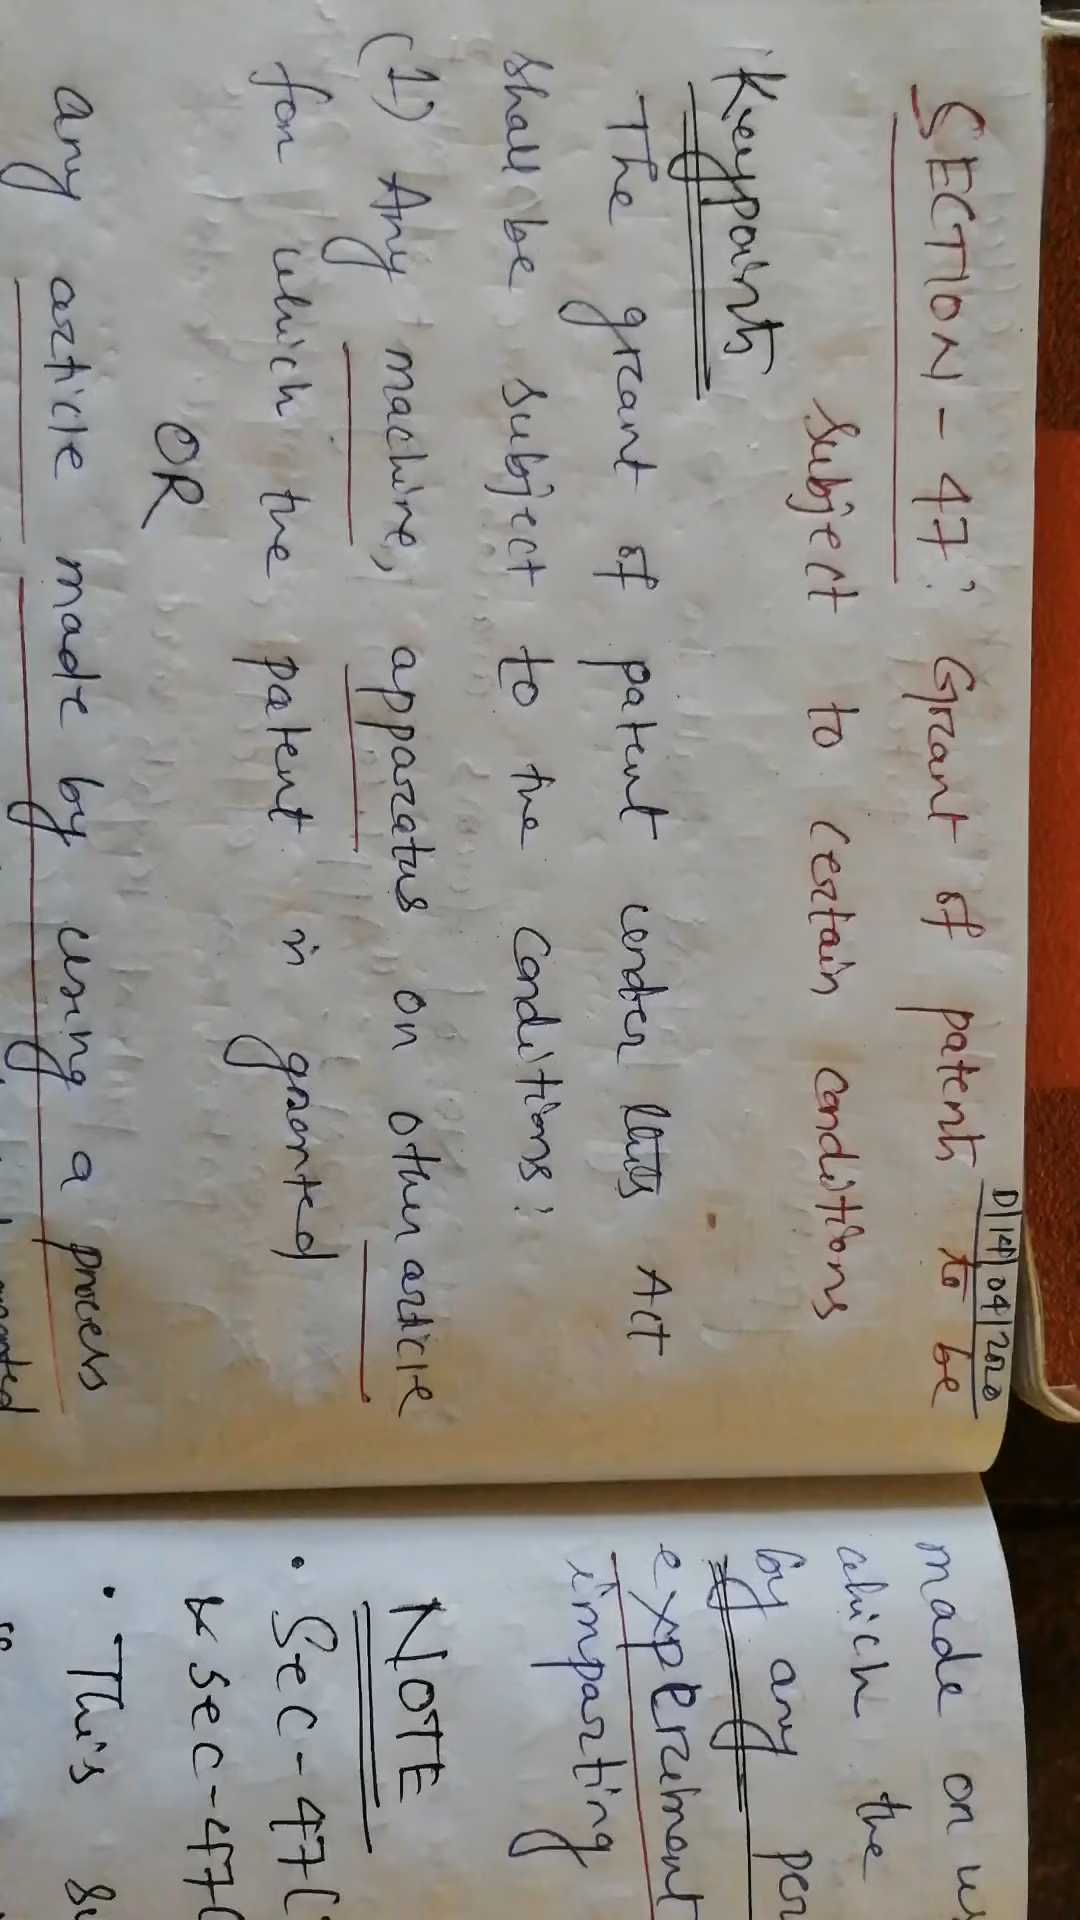 D|14|04|2020
SECTION - 47: Grant of patents to be
subject to certain conditions
Keypoints
The grant of patent under this Act
shall be subject to the conditions:
(1) Any machine, apparatus or other article
for which the patent is granted
OR
any article made by using a process
made or
which the
by any
experiment
imparting
NOTE
• Sec-47(
& Sec-47(
• This